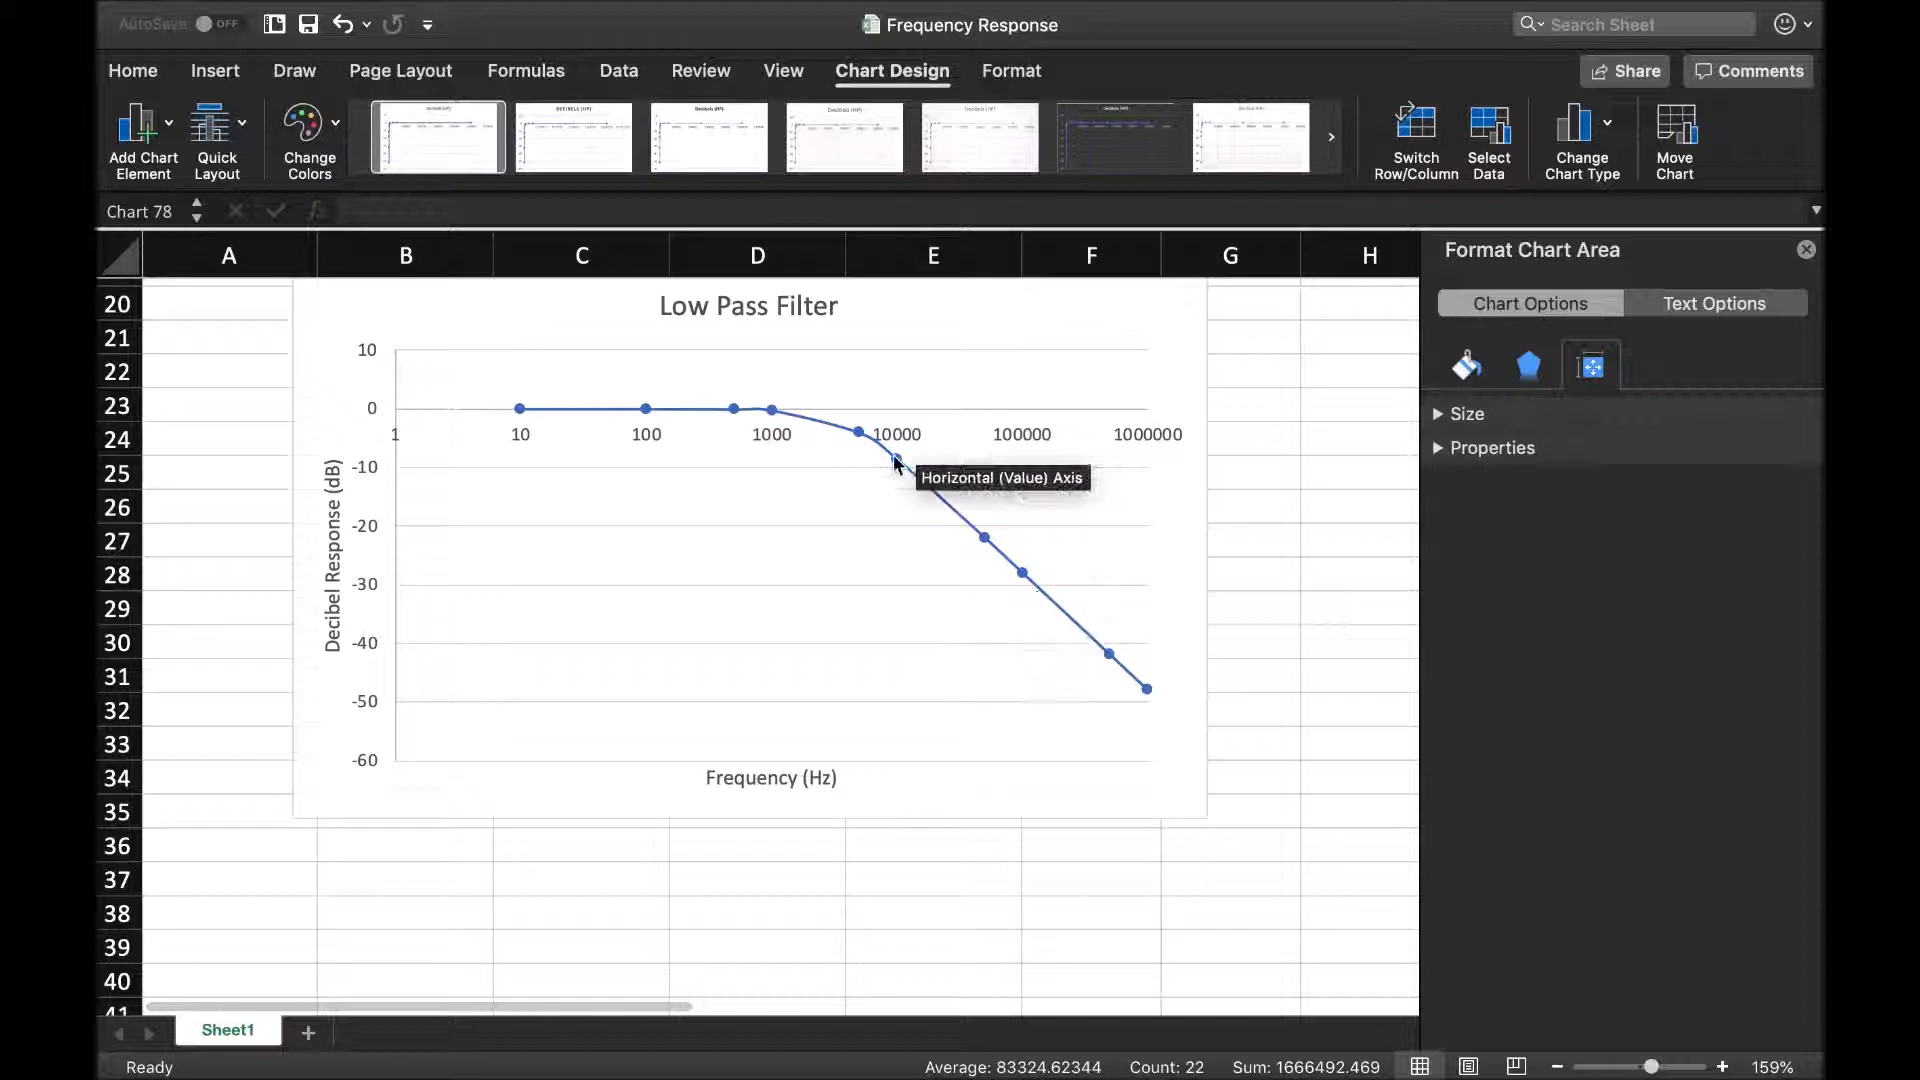 AutoSave OFF
Frequency Response
Search Sheet
Home Insert Draw Page Layout Formulas Data Review View Chart Design Format
Share Comments
Add Chart Element
Quick Layout
Change Colors
Switch Row/Column
Select Data
Change Chart Type
Move Chart
Chart 78
fx
A B C D E F G H
Format Chart Area
Chart Options Text Options
Size
Properties
20
21
22
23
24
25
26
27
28
29
30
31
32
33
34
35
36
37
38
39
40
41
Low Pass Filter
10
0
1 10 100 1000 10000 100000 1000000
-10
-20
-30
-40
-50
-60
Decibel Response (dB)
Horizontal (Value) Axis
Frequency (Hz)
Sheet1
Ready
Average: 83324.62344 Count: 22 Sum: 1666492.469
159%